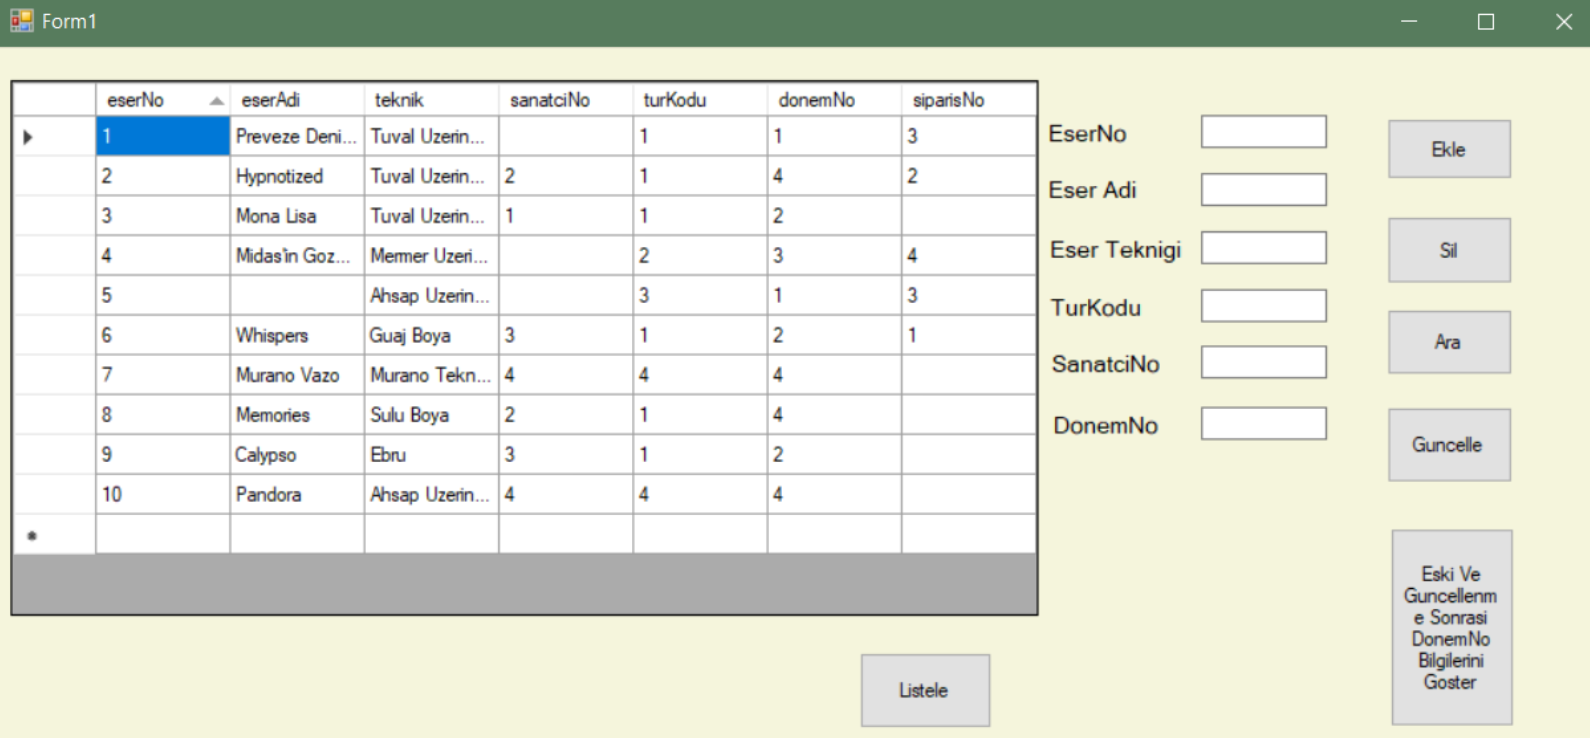 Form1
eserNo eserAdi teknik sanatciNo turKodu donemNo siparisNo
1 Preveze Deni... Tuval Uzerin... 1 1 3
2 Hypnotized Tuval Uzerin... 2 1 4 2
3 Mona Lisa Tuval Uzerin... 1 1 2
4 Midas'in Goz... Mermer Uzeri... 2 3 4
5 Ahsap Uzerin... 3 1 3
6 Whispers Guaj Boya 3 1 2 1
7 Murano Vazo Murano Tekn... 4 4 4
8 Memories Sulu Boya 2 1 4
9 Calypso Ebru 3 1 2
10 Pandora Ahsap Uzerin... 4 4 4
EserNo
Eser Adi
Eser Teknigi
TurKodu
SanatciNo
DonemNo
Ekle
Sil
Ara
Guncelle
Eski Ve
Guncellenm
e Sonrasi
DonemNo
Bilgilerini
Goster
Listele